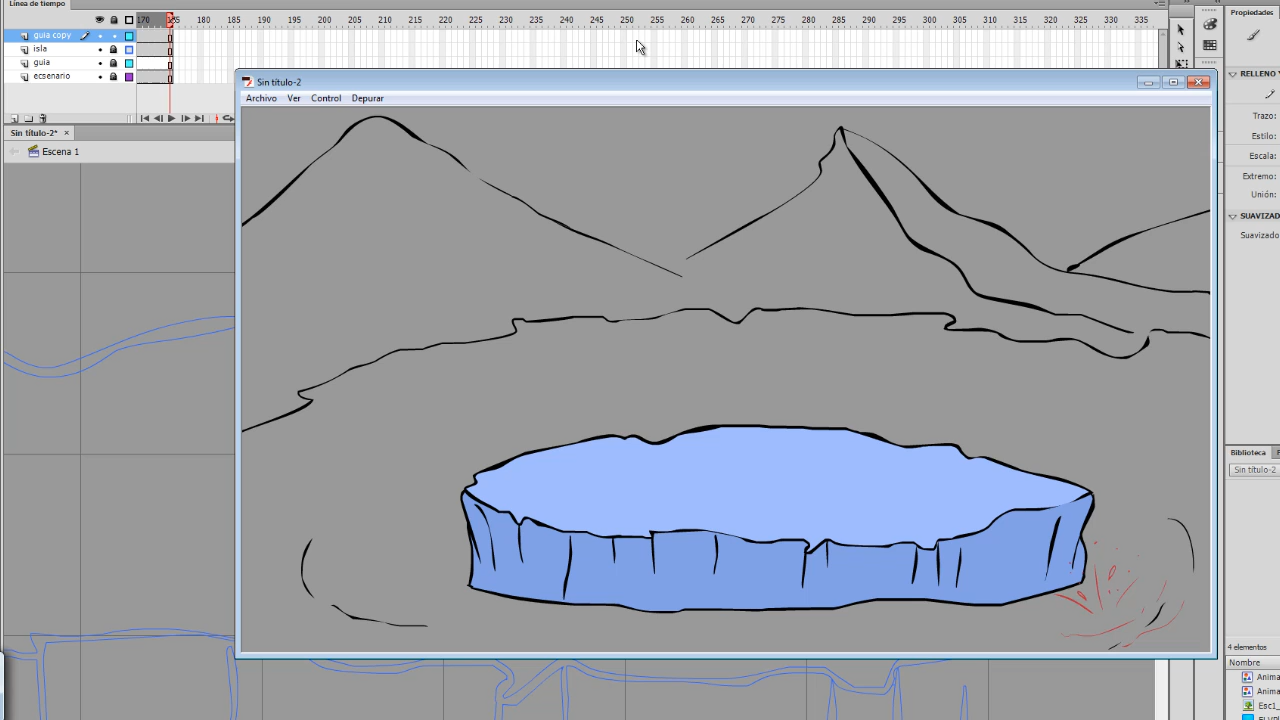 Línea de tiempo
Propiedades
170 175 180 185 190 195 200 205 210 215 220 225 230 235 240 245 250 255 260 265 270 275 280 285 290 295 300 305 310 315 320 325 330 335
guia copy
isla
guia
ecsenario
RELLENO Y
Sin título-2
Archivo Ver Control Depurar
Trazo:
Sin título-2* ×
Estilo:
Escena 1
Escala:
Extremo:
Unión:
SUAVIZAD
Suavizado
Biblioteca
Sin título-2
4 elementos
Nombre
Anima
Anima
Esc1_